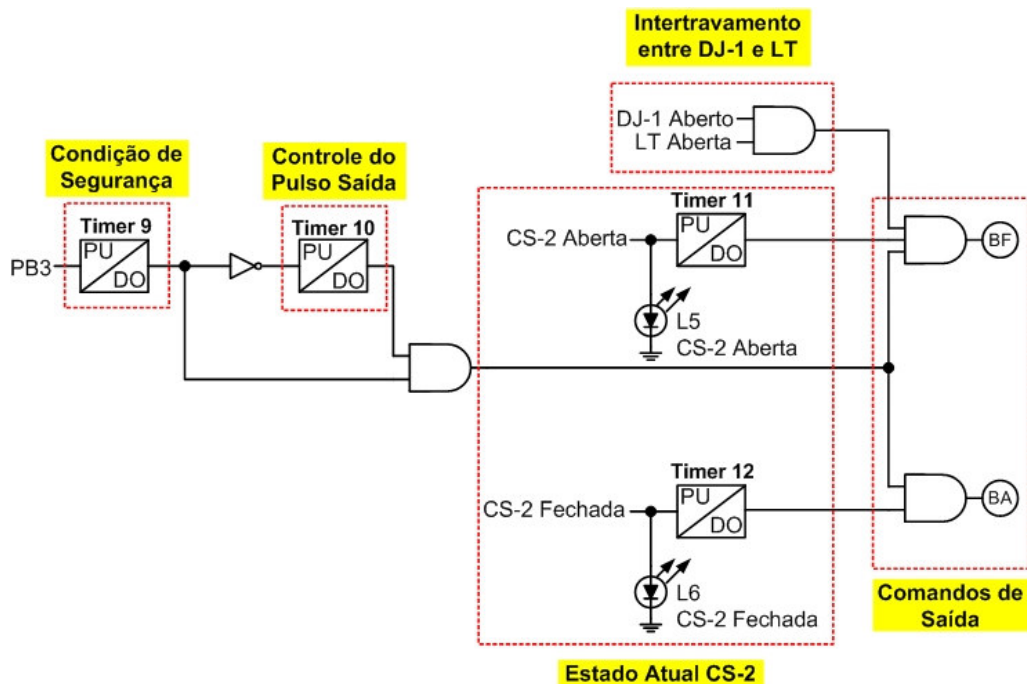 Intertravamento
entre DJ-1 e LT
DJ-1 Aberto
LT Aberta
Condição de
Segurança
Controle do
Pulso Saída
Timer 9
PU
DO
PB3
Timer 10
PU
DO
Timer 11
PU
DO
CS-2 Aberta
L5
CS-2 Aberta
BF
Timer 12
PU
DO
CS-2 Fechada
L6
CS-2 Fechada
BA
Comandos de
Saída
Estado Atual CS-2